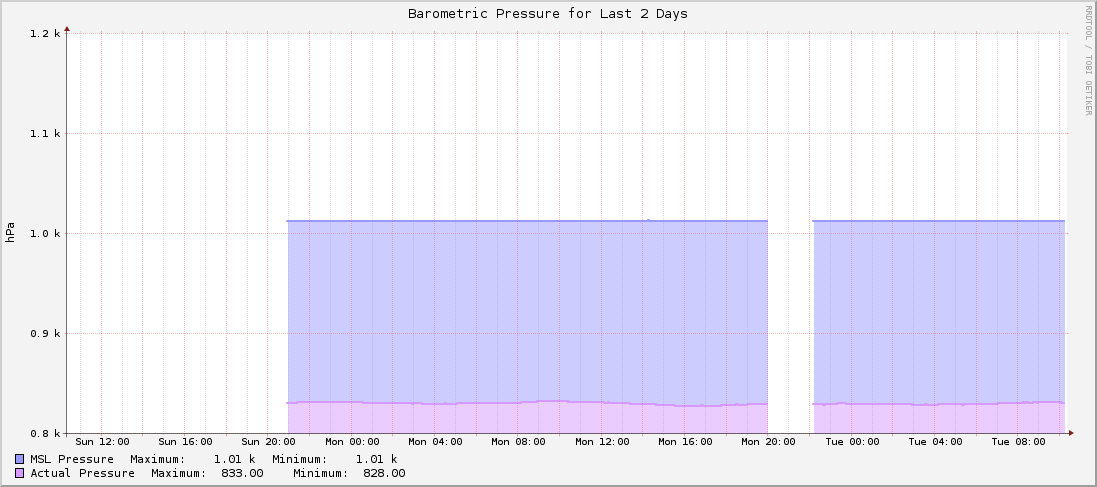 Barometric Pressure for Last 2 Days
RRDTOOL / TOBI OETIKER
hPa
1.2 k
1.1 k
1.0 k
0.9 k
0.8 k
Sun 12:00 Sun 16:00 Sun 20:00 Mon 00:00 Mon 04:00 Mon 08:00 Mon 12:00 Mon 16:00 Mon 20:00 Tue 00:00 Tue 04:00 Tue 08:00
MSL Pressure Maximum: 1.01 k Minimum: 1.01 k
Actual Pressure Maximum: 833.00 Minimum: 828.00